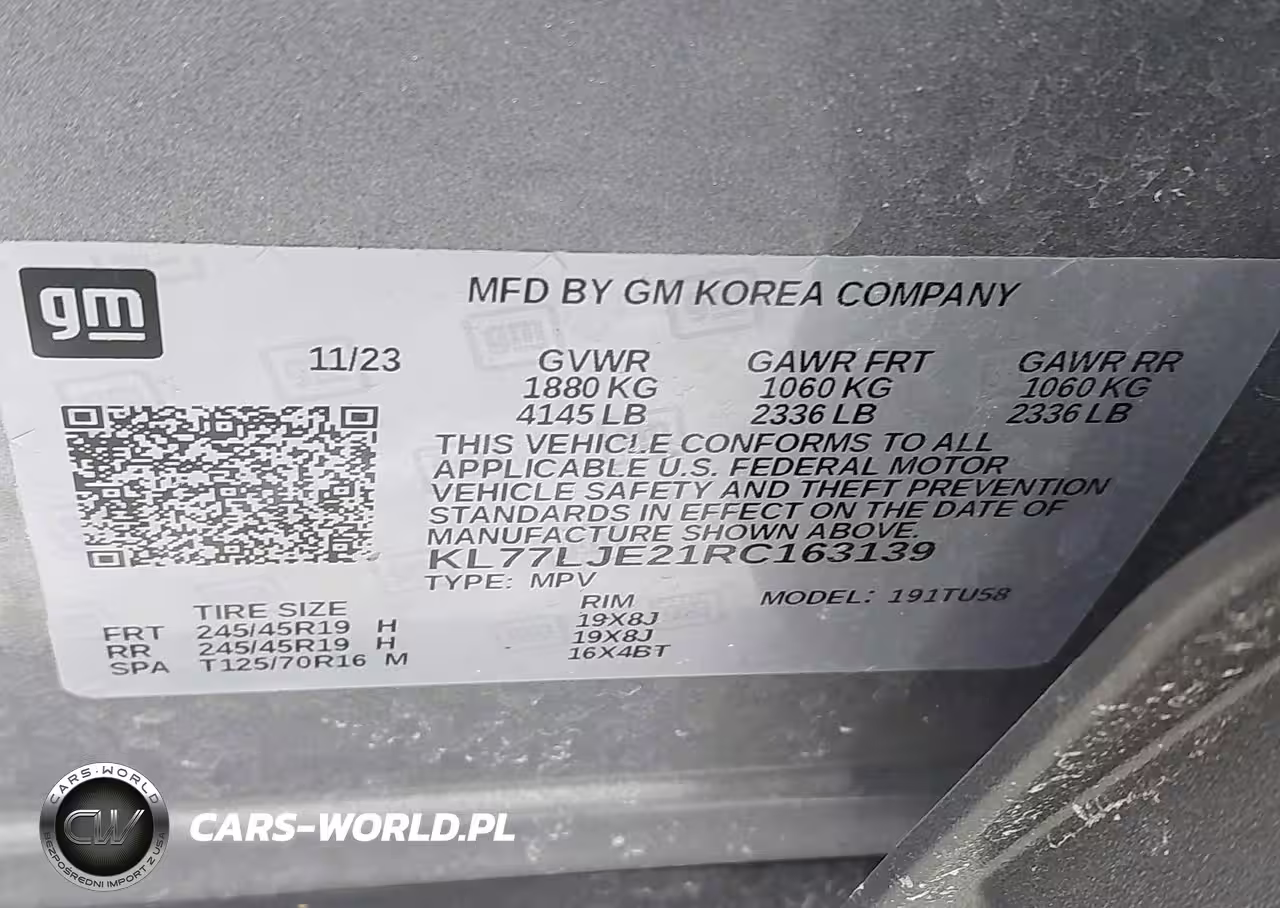 gm
MFD BY GM KOREA COMPANY
11/23
GVWR GAWR FRT GAWR RR
1880 KG 1060 KG 1060 KG
4145 LB 2336 LB 2336 LB
THIS VEHICLE CONFORMS TO ALL
APPLICABLE U.S. FEDERAL MOTOR
VEHICLE SAFETY AND THEFT PREVENTION
STANDARDS IN EFFECT ON THE DATE OF
MANUFACTURE SHOWN ABOVE.
KL77LJE21RC163139
TYPE: MPV
MODEL: 191TU58
TIRE SIZE RIM
FRT 245/45R19 H 19X8J
RR 245/45R19 H 19X8J
SPA T125/70R16 M 16X4BT
CARS-WORLD
CW
BEZPOŚREDNI IMPORT Z USA
CARS-WORLD.PL